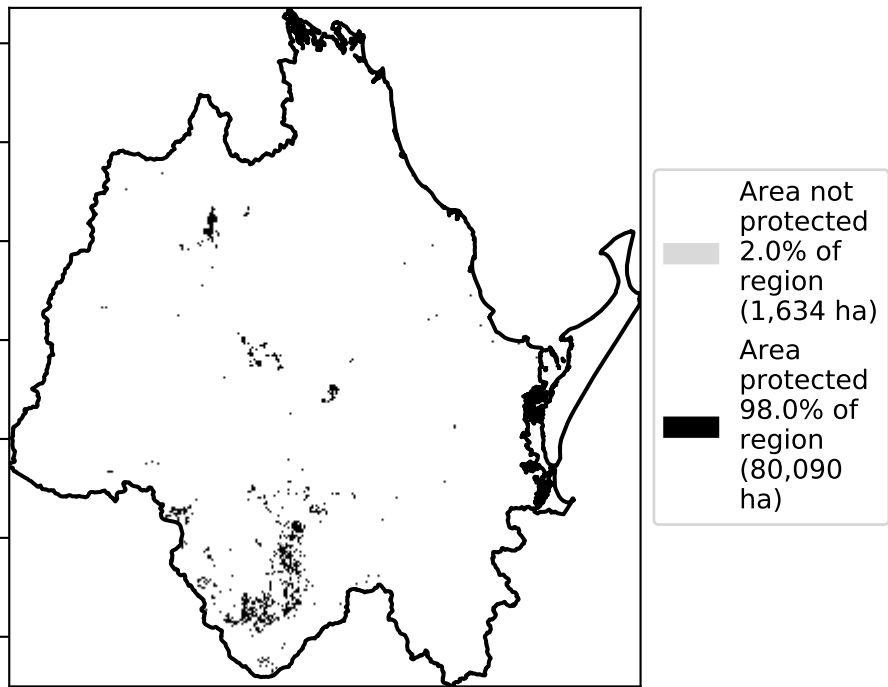 Area not
protected
2.0% of
region
(1,634 ha)
Area
protected
98.0% of
region
(80,090
ha)